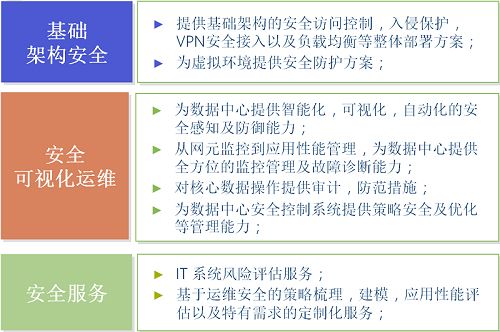 基础
架构安全
► 提供基础架构的安全访问控制，入侵保护，
VPN安全接入以及负载均衡等整体部署方案；
► 为虚拟环境提供安全防护方案；
安全
可视化运维
► 为数据中心提供智能化，可视化，自动化的安
全感知及防御能力；
► 从网元监控到应用性能管理，为数据中心提供
全方位的监控管理及故障诊断能力；
► 对核心数据操作提供审计，防范措施；
► 为数据中心安全控制系统提供策略安全及优化
等管理能力；
安全服务
► IT 系统风险评估服务；
► 基于运维安全的策略梳理，建模，应用性能评
估以及特有需求的定制化服务；